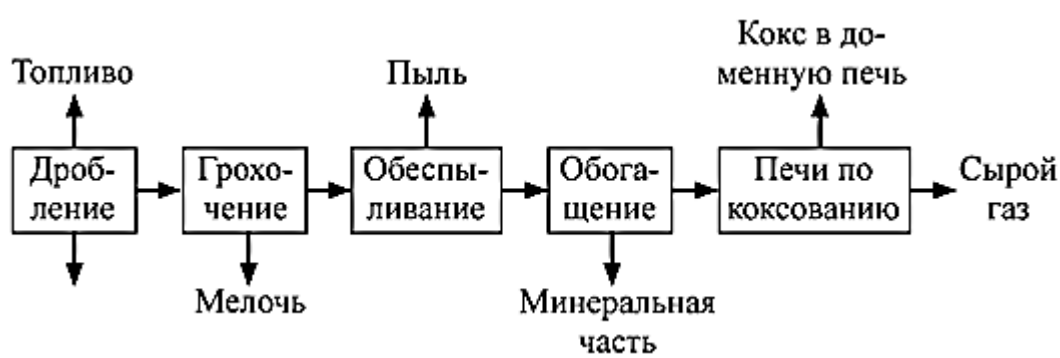 Топливо
Пыль
Кокс в до-
менную печь
Дроб-
ление
Грохо-
чение
Обеспы-
ливание
Обога-
щение
Печи по
коксованию
Сырой
газ
Мелочь
Минеральная
часть